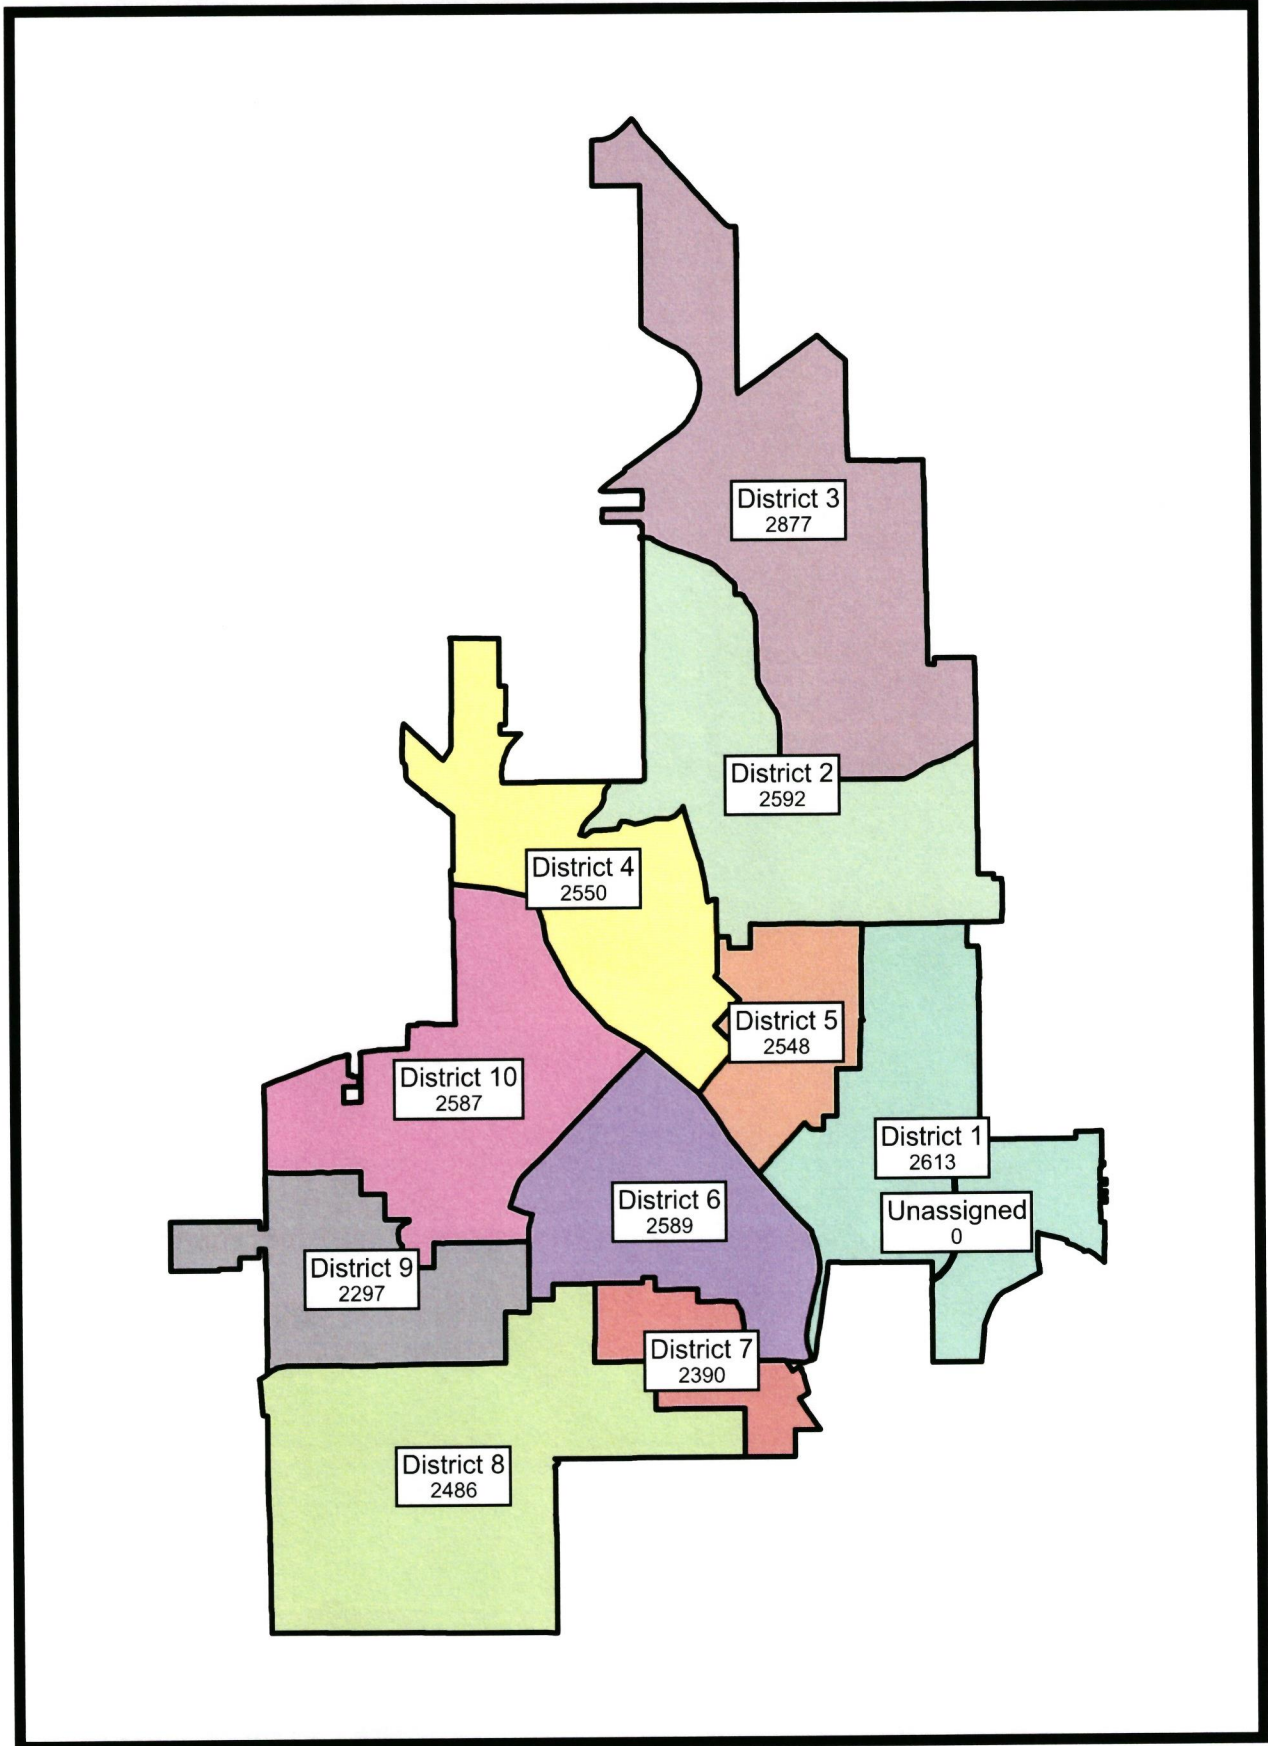 District 3
2877
District 2
2592
District 4
2550
District 5
2548
District 10
2587
District 1
2613
District 6
2589
Unassigned
0
District 9
2297
District 7
2390
District 8
2486